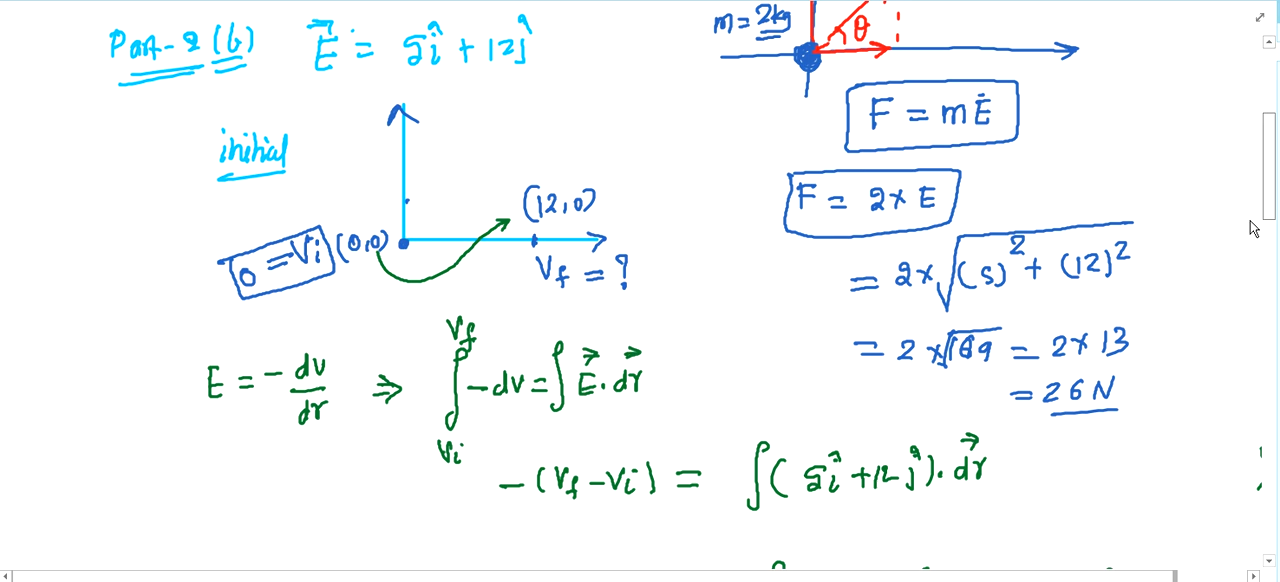 Part-2 (b) E⃗ = 5î + 12ĵ
m = 2kg
θ
F = mE⃗
initial
F = 2 × E
(12,0)
0 = Vi (0,0)
Vf = ?
= 2 × √((5)² + (12)²)
= 2 × √169 = 2 × 13
= 26 N
E = -dv/dr ⇒ ∫_{Vi}^{Vf} -dv = ∫ E⃗ · dr⃗
-(Vf - Vi) = ∫(5î + 12ĵ) · dr⃗